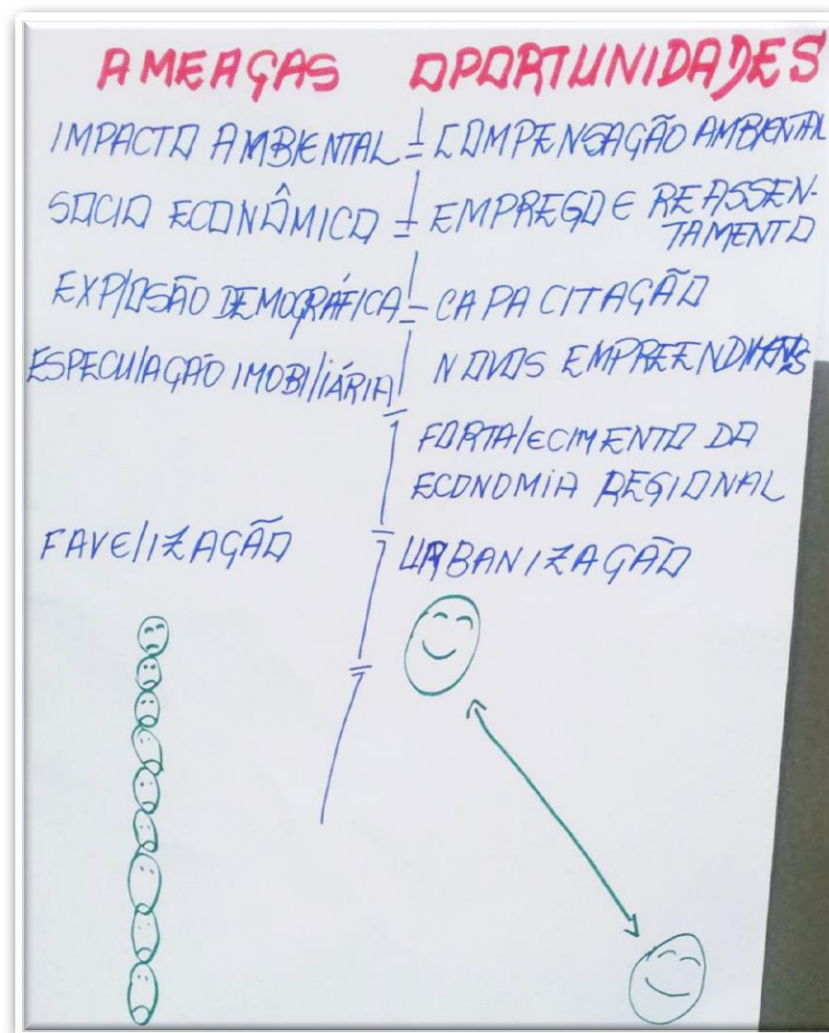 AMEAÇAS OPORTUNIDADES
IMPACTO AMBIENTAL = COMPENSAÇÃO AMBIENTAL
SOCIO ECONÔMICO = EMPREGO E REASSEN-
TAMENTO
EXPLOSÃO DEMOGRÁFICA = CAPACITAÇÃO
ESPECULAÇÃO IMOBILIÁRIA NOVOS EMPREENDIMENTOS
FORTALECIMENTO DA
ECONOMIA REGIONAL
FAVELIZAÇÃO URBANIZAÇÃO